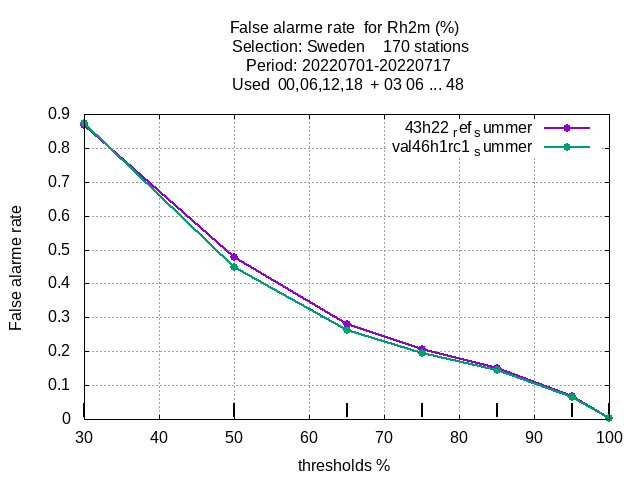 False alarme rate  for Rh2m (%)
Selection: Sweden    170 stations
Period: 20220701-20220717
Used  00,06,12,18  + 03 06 ... 48
43h22 ref summer
val46h1rc1 summer
False alarme rate
0.9
0.8
0.7
0.6
0.5
0.4
0.3
0.2
0.1
0
30 40 50 60 70 80 90 100
thresholds %